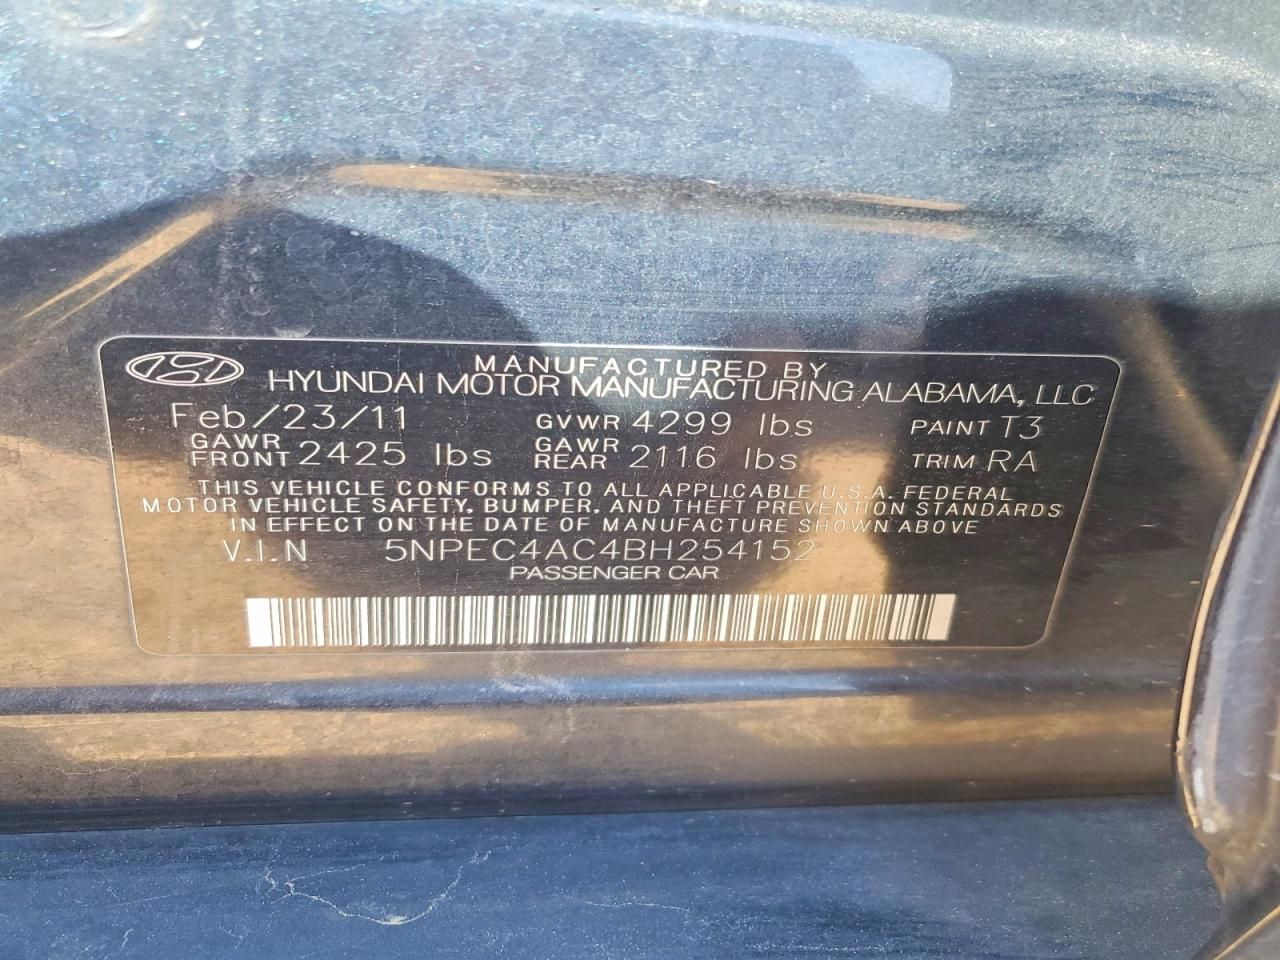 MANUFACTURED BY
HYUNDAI MOTOR MANUFACTURING ALABAMA, LLC
Feb/23/11 GVWR 4299 lbs PAINT T3
GAWR FRONT 2425 lbs GAWR REAR 2116 lbs TRIM RA
THIS VEHICLE CONFORMS TO ALL APPLICABLE U.S.A. FEDERAL
MOTOR VEHICLE SAFETY, BUMPER, AND THEFT PREVENTION STANDARDS
IN EFFECT ON THE DATE OF MANUFACTURE SHOWN ABOVE
V.I.N 5NPEC4AC4BH254152
PASSENGER CAR